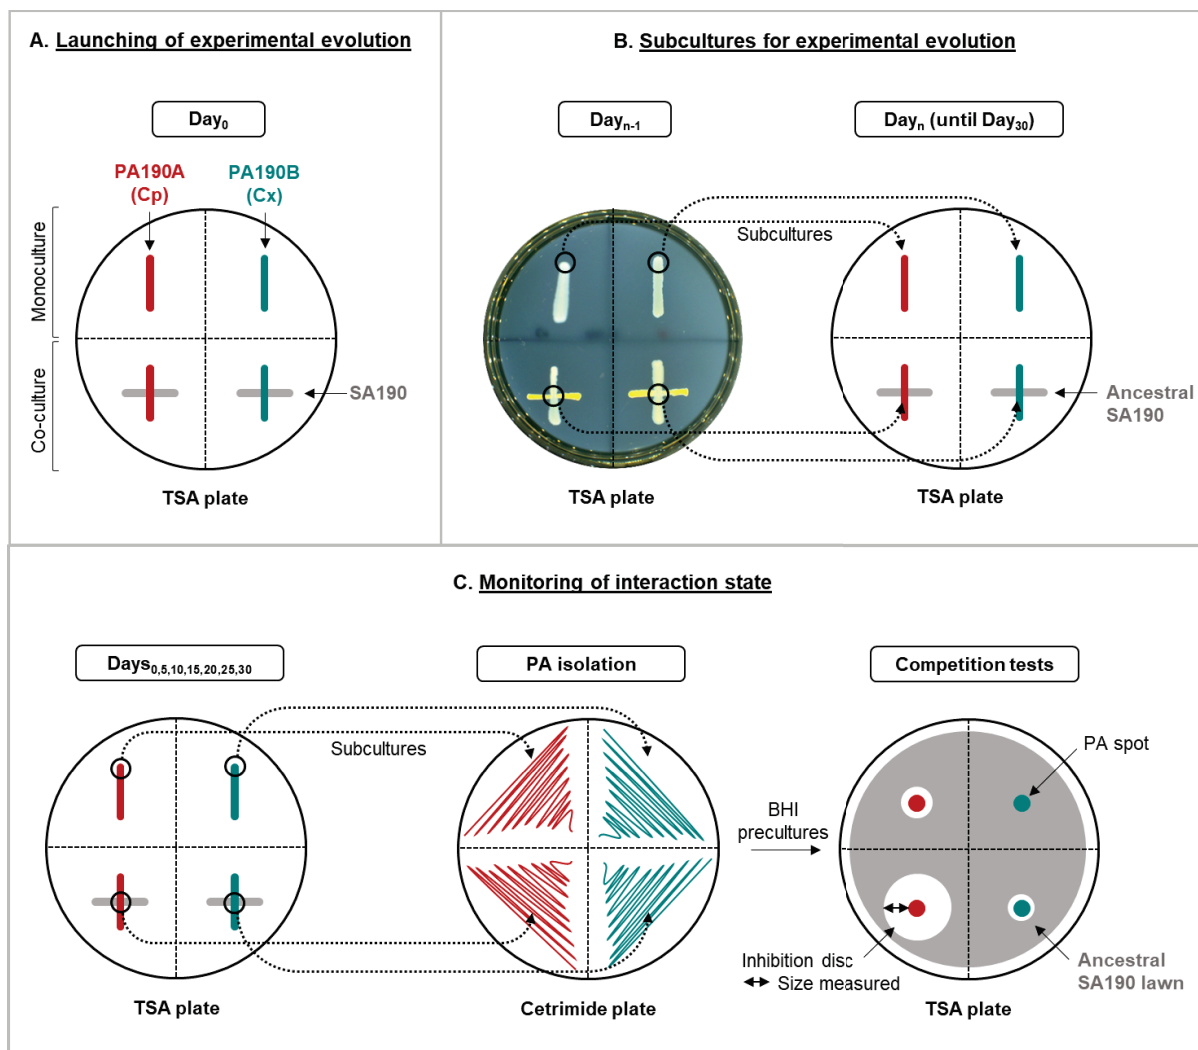 A. Launching of experimental evolution
Day0
PA190A
(Cp)
PA190B
(Cx)
Monoculture
Co-culture
SA190
TSA plate
B. Subcultures for experimental evolution
Dayn-1
Dayn (until Day30)
Subcultures
Ancestral
SA190
TSA plate
TSA plate
C. Monitoring of interaction state
Days0,5,10,15,20,25,30
PA isolation
Competition tests
Subcultures
PA spot
BHI
precultures
Inhibition disc
Size measured
Ancestral
SA190 lawn
TSA plate
Cetrimide plate
TSA plate